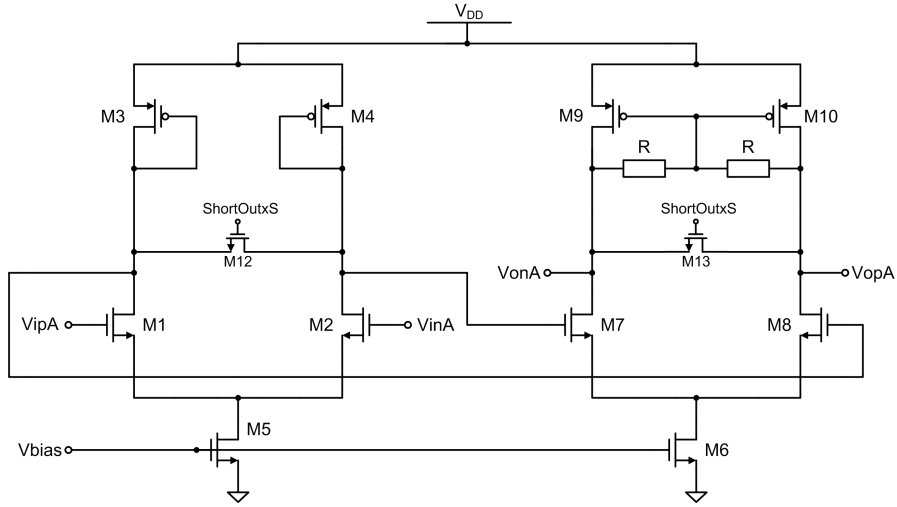 VDD
M3
M4
M9
M10
R
R
ShortOutxS
ShortOutxS
M12
M13
VonA
VopA
VipA
M1
M2
VinA
M7
M8
M5
Vbias
M6